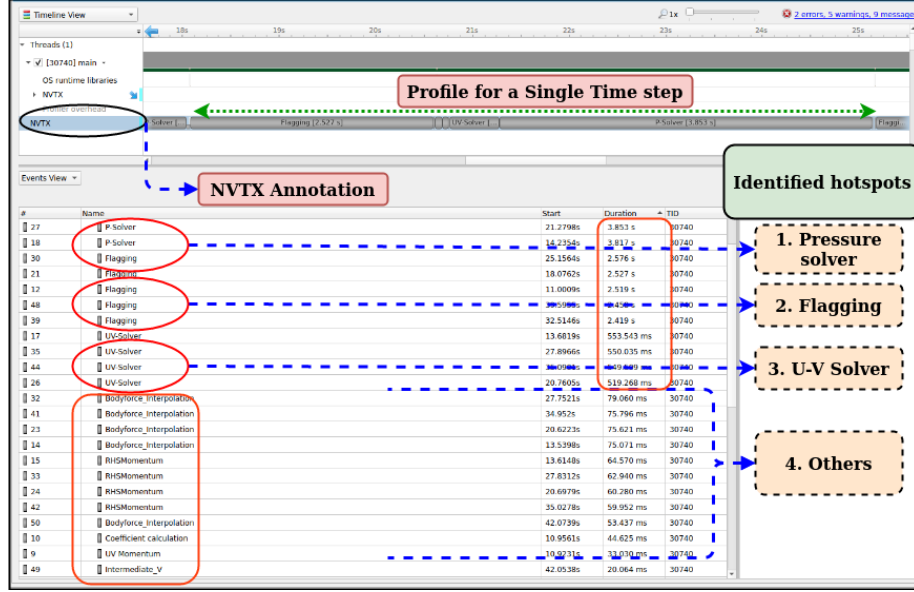 Timeline View
1x
2 errors, 5 warnings, 9 message
18s 19s 20s 21s 22s 23s 24s 25s
Threads (1)
[30740] main
OS runtime libraries
NVTX
Profiler overhead
Profile for a Single Time step
NVTX
Solver [...] Flagging [2.527 s] UV-Solver [...] P-Solver [3.853 s] Flaggi...
Events View
NVTX Annotation
Identified hotspots
# Name Start Duration TID
27 P-Solver 21.2798s 3.853 s 30740
18 P-Solver 14.2354s 3.817 s 30740
30 Flagging 25.1564s 2.576 s 30740
21 Flagging 18.0762s 2.527 s 30740
12 Flagging 11.0009s 2.519 s 30740
48 Flagging s 30740
39 Flagging 32.5146s 2.419 s 30740
17 UV-Solver 13.6819s 553.543 ms 30740
35 UV-Solver 27.8966s 550.035 ms 30740
44 UV-Solver ms 30740
26 UV-Solver 20.7605s 519.268 ms 30740
32 Bodyforce_Interpolation 27.7521s 79.060 ms 30740
41 Bodyforce_Interpolation 34.952s 75.796 ms 30740
23 Bodyforce_Interpolation 20.6223s 75.621 ms 30740
14 Bodyforce_Interpolation 13.5398s 75.071 ms 30740
15 RHSMomentum 13.6148s 64.570 ms 30740
33 RHSMomentum 27.8312s 62.940 ms 30740
24 RHSMomentum 20.6979s 60.280 ms 30740
42 RHSMomentum 35.0278s 59.952 ms 30740
50 Bodyforce_Interpolation 42.0739s 53.437 ms 30740
10 Coefficient calculation 10.9561s 44.625 ms 30740
9 UV Momentum 10.9231s 33.030 ms 30740
49 Intermediate_V 42.0538s 20.064 ms 30740
1. Pressure
solver
2. Flagging
3. U-V Solver
4. Others